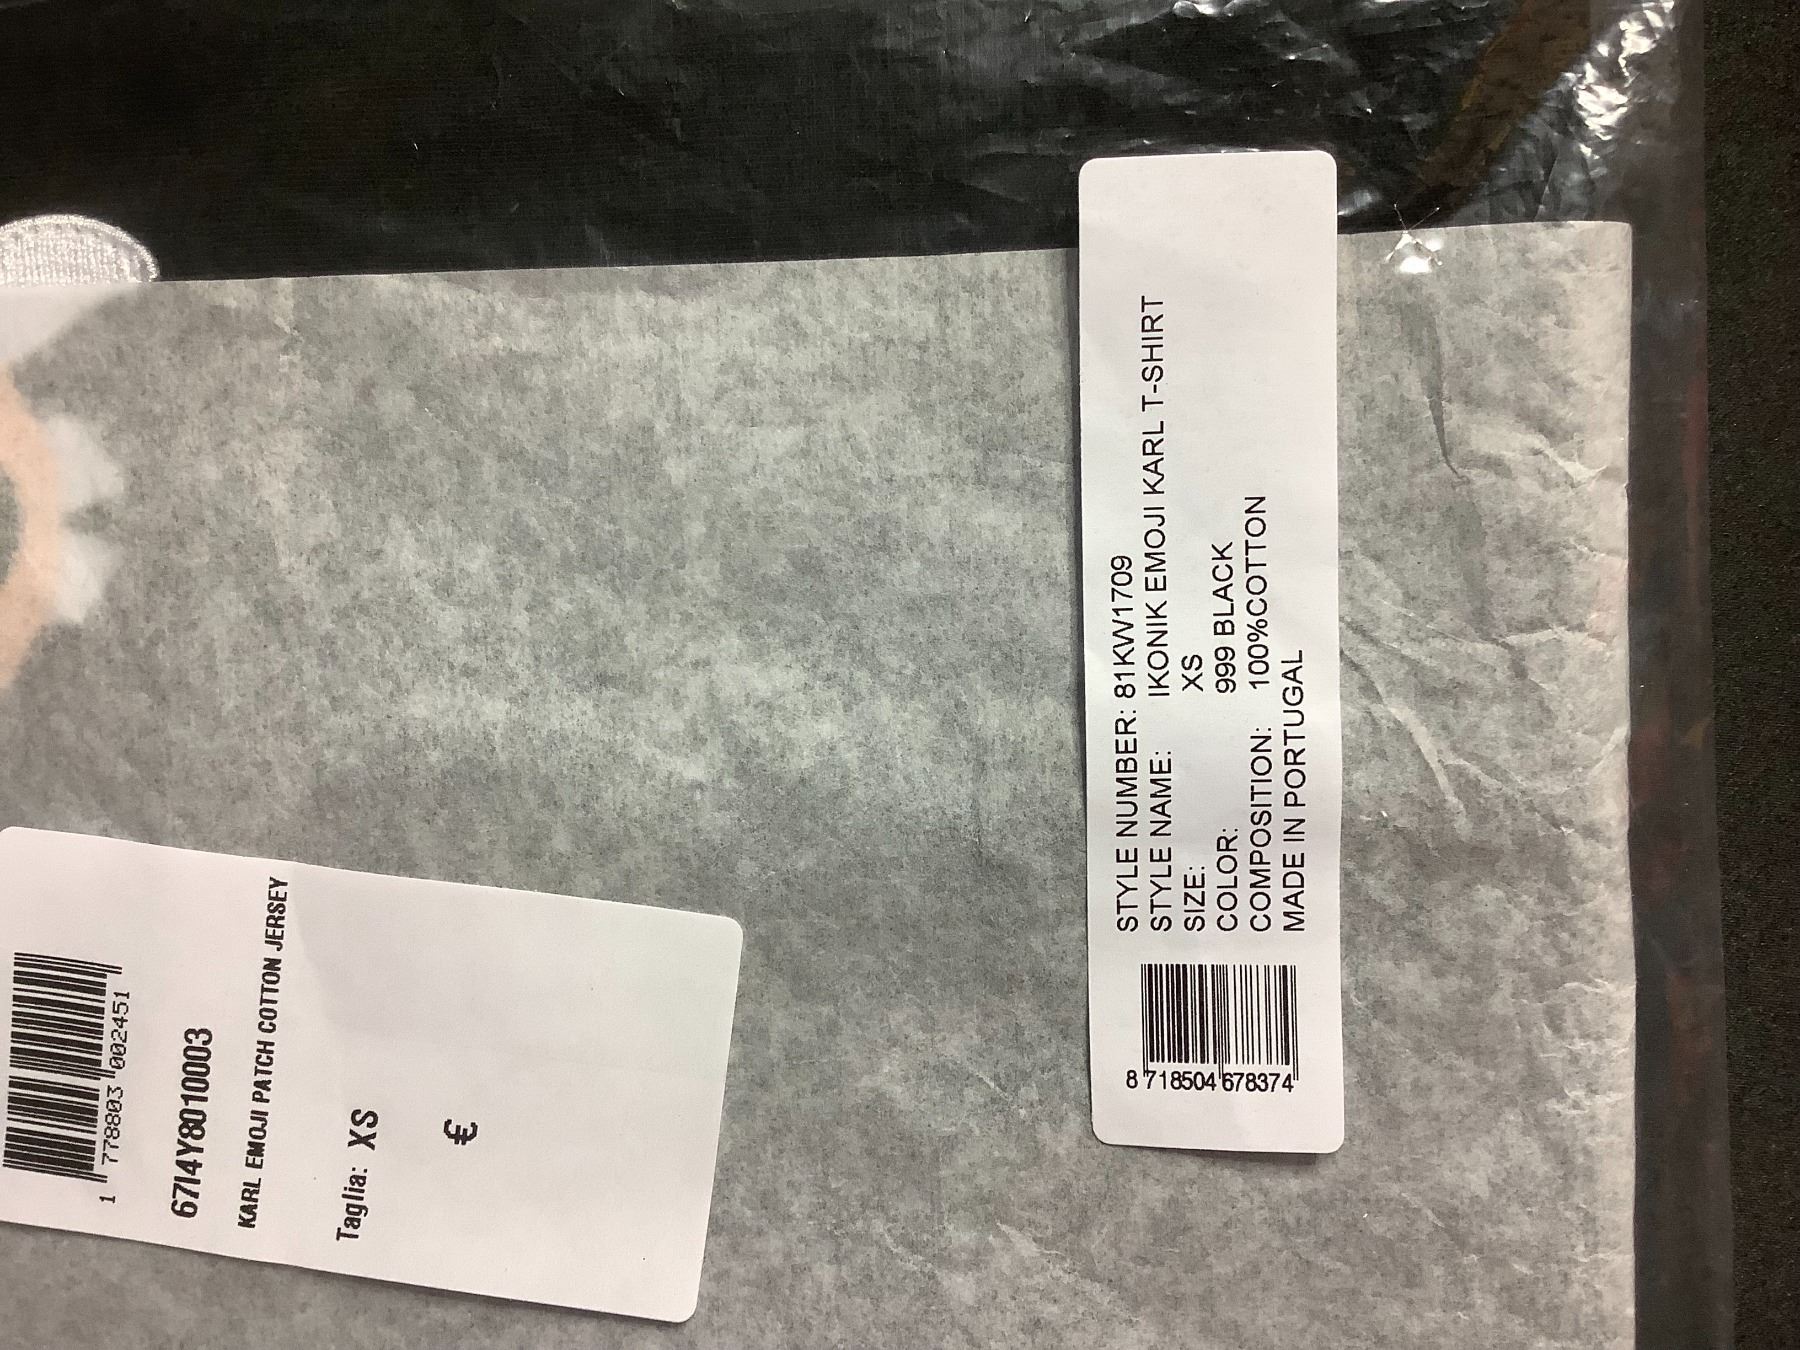 STYLE NUMBER: 81KW1709
STYLE NAME: IKONIK EMOJI KARL T-SHIRT
SIZE: XS
COLOR: 999 BLACK
COMPOSITION: 100%COTTON
MADE IN PORTUGAL
8 718504 678374
1 778803 002451
67I4Y8010003
KARL EMOJI PATCH COTTON JERSEY
Taglia: XS
€